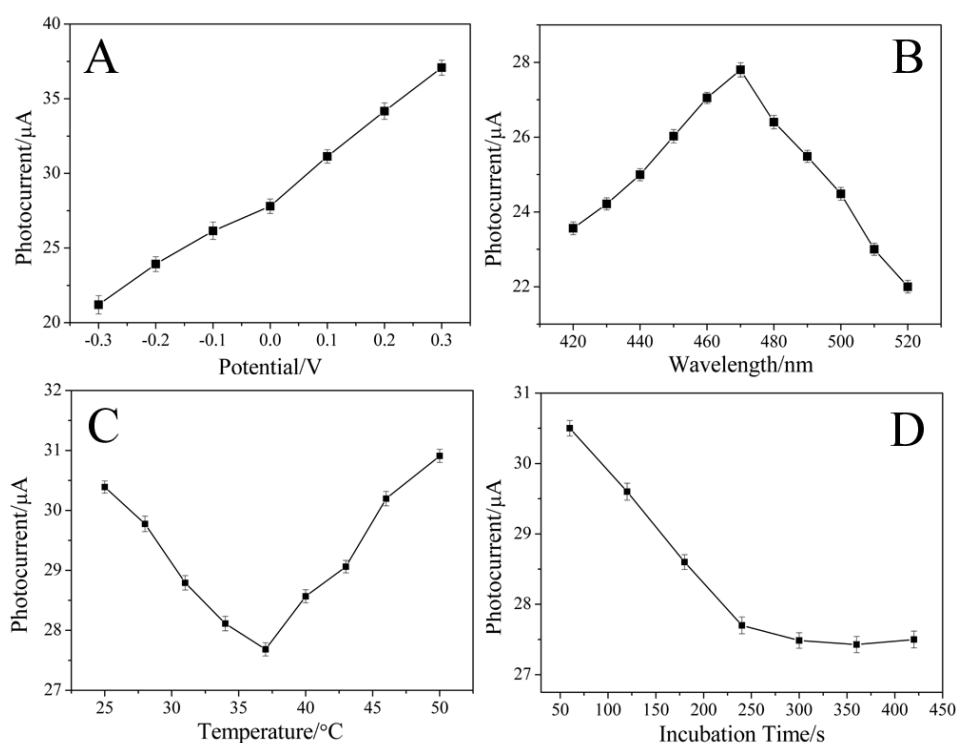 A
Photocurrent/μA
35
30
25
20
-0.3 -0.2 -0.1 0.0 0.1 0.2 0.3
Potential/V
B
Photocurrent/μA
28
26
24
22
420 440 460 480 500 520
Wavelength/nm
C
Photocurrent/μA
32
31
30
29
28
27
25 30 35 40 45 50
Temperature/°C
D
Photocurrent/μA
31
30
29
28
27
50 100 150 200 250 300 350 400 450
Incubation Time/s